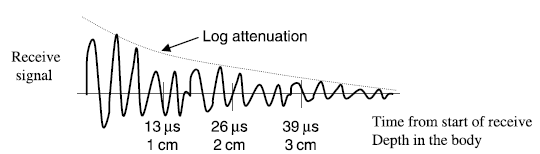 Log attenuation
Receive
signal
13 μs 26 μs 39 μs
1 cm 2 cm 3 cm
Time from start of receive
Depth in the body